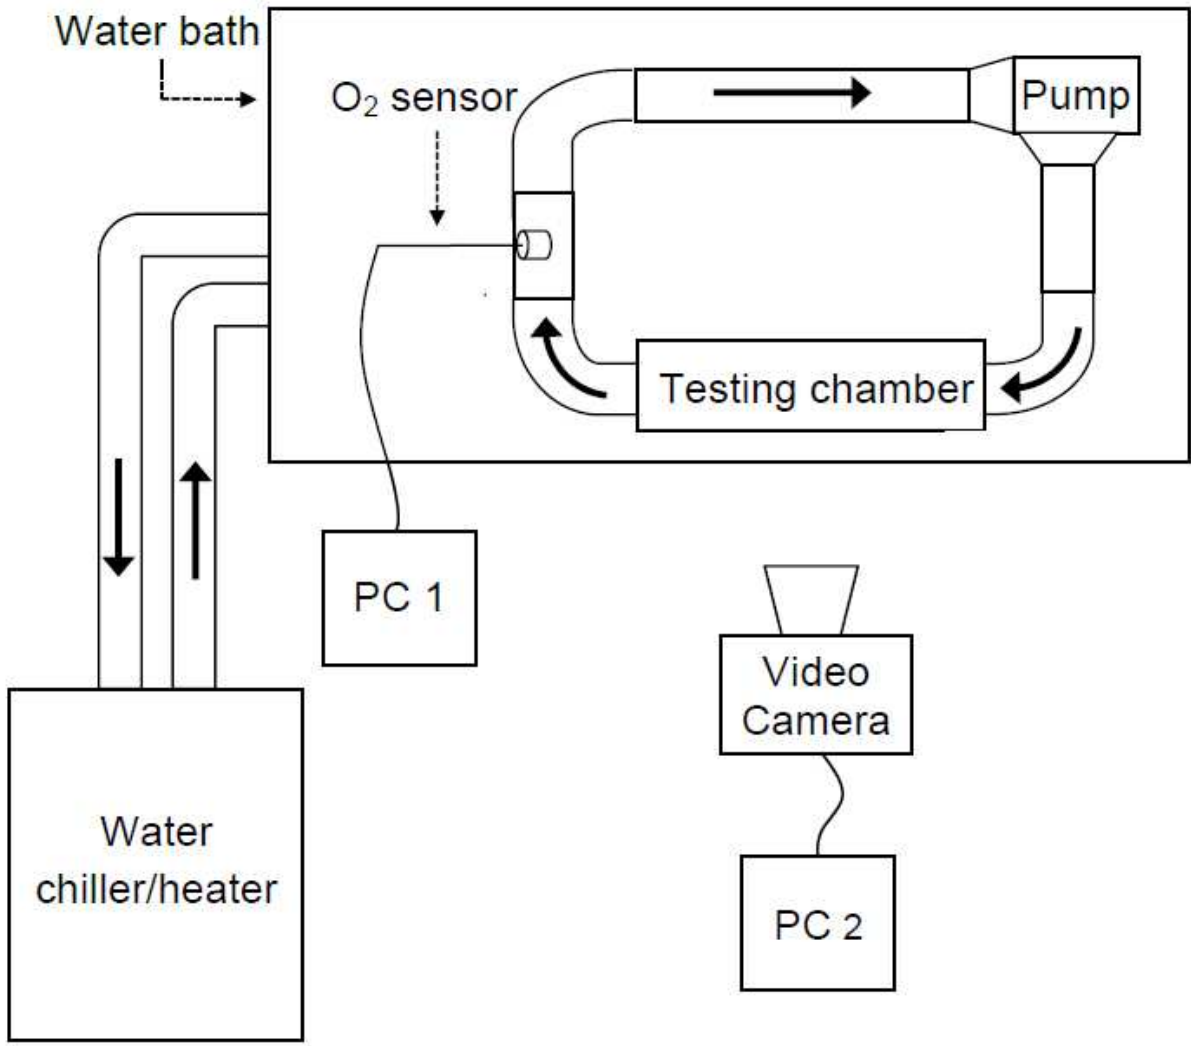 Water bath
O₂ sensor
Pump
Testing chamber
PC 1
Video
Camera
Water
chiller/heater
PC 2